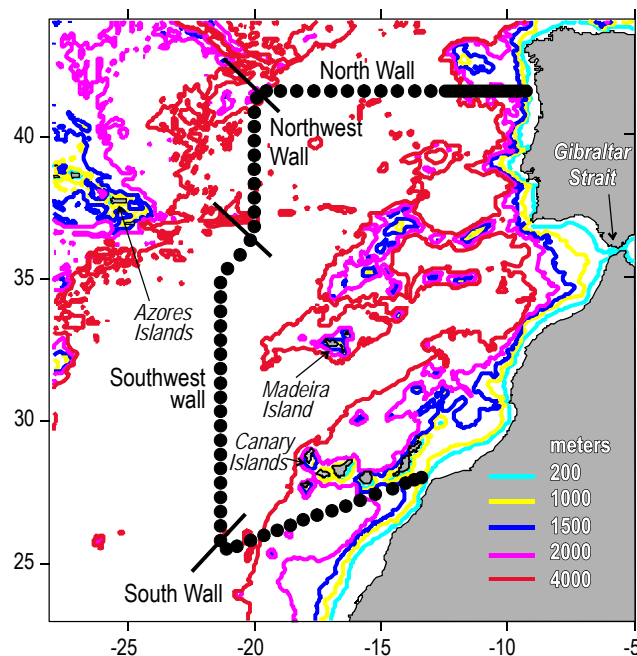 North Wall
40
Northwest
Wall
Gibraltar
Strait
35
Azores
Islands
Southwest
wall
Madeira
Island
30
Canary
Islands
meters
200
1000
1500
2000
4000
25
South Wall
-25
-20
-15
-10
-5